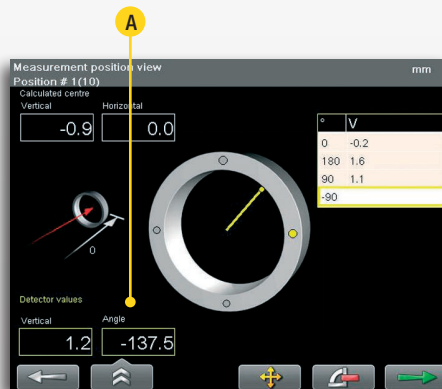 A
Measurement position view
mm
Position # 1(10)
Calculated centre
Vertical Horizontal
-0.9 0.0
° V
0 -0.2
180 1.6
90 1.1
-90
0
Detector values
Vertical Angle
1.2 -137.5